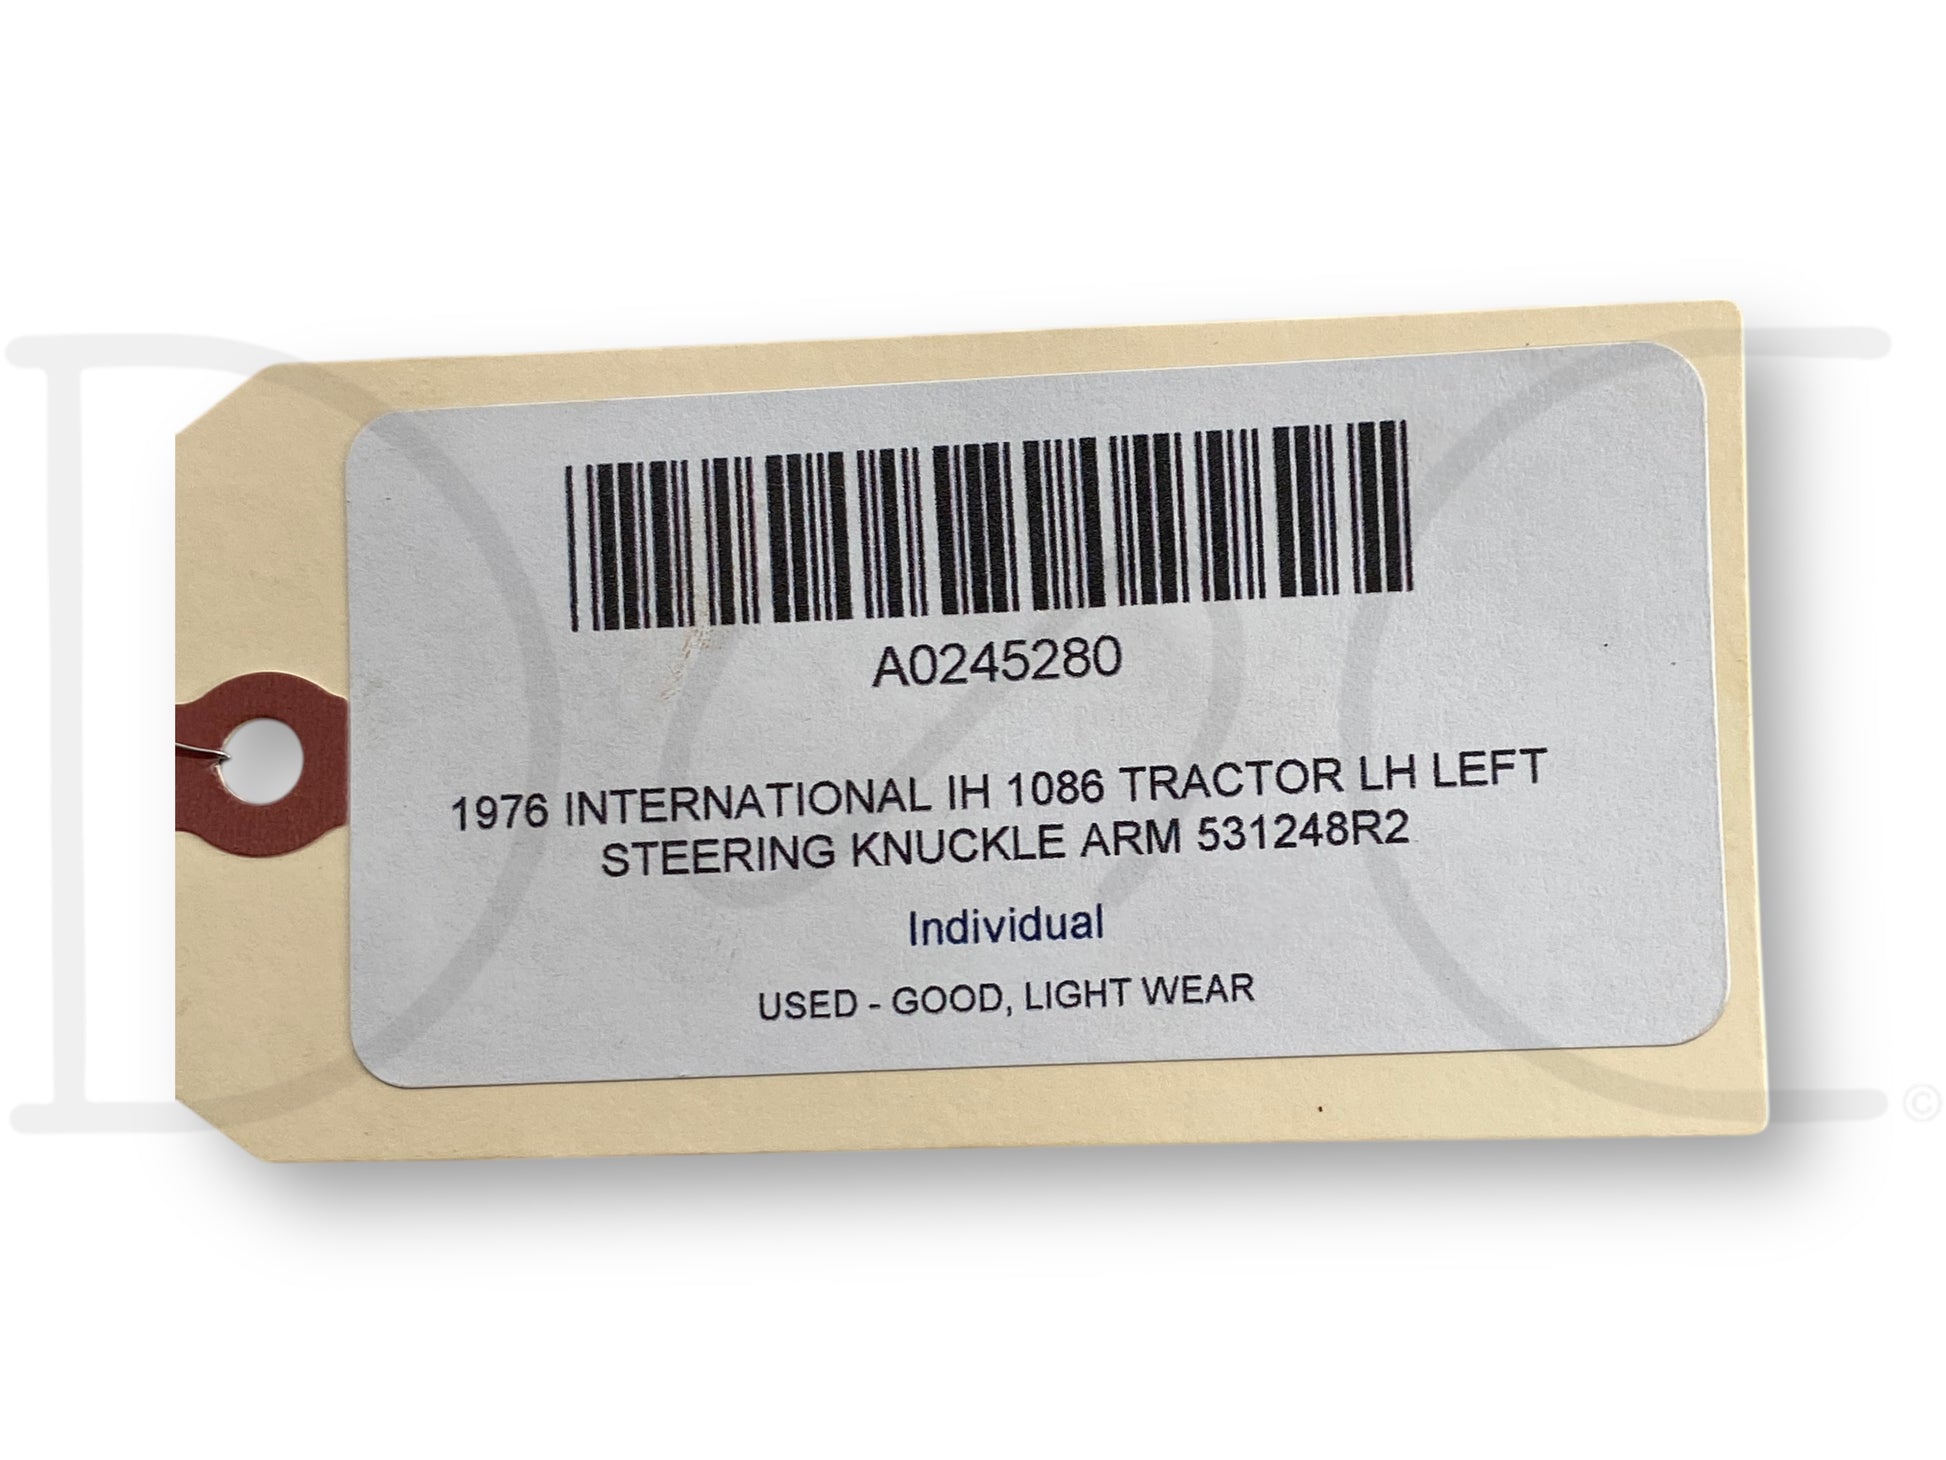 A0245280
1976 INTERNATIONAL IH 1086 TRACTOR LH LEFT
STEERING KNUCKLE ARM 531248R2
Individual
USED - GOOD, LIGHT WEAR
©